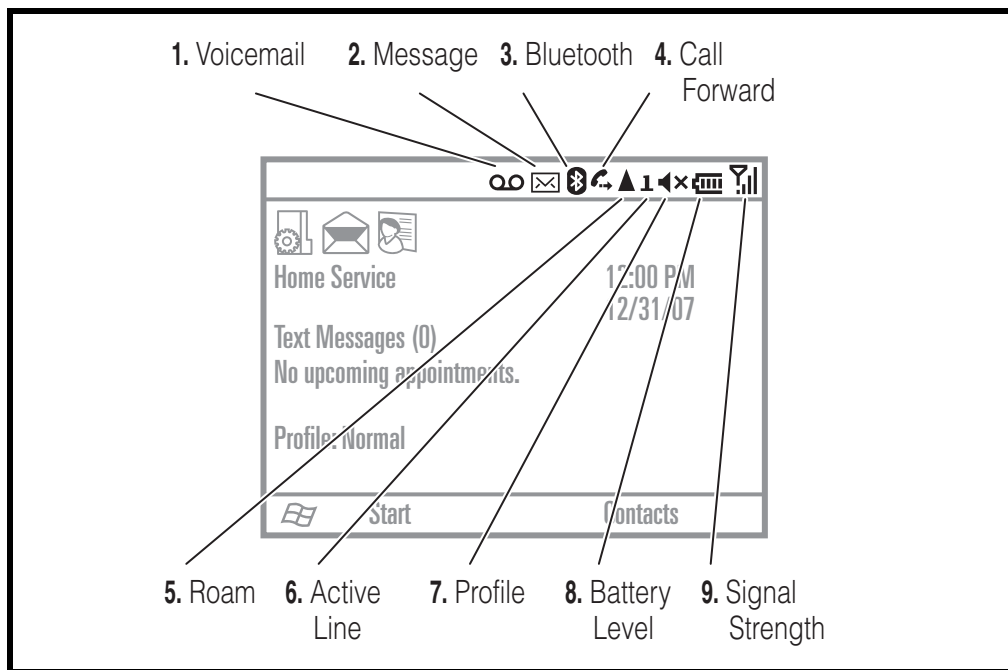 1. Voicemail 2. Message 3. Bluetooth 4. Call
Forward
1
Home Service 12:00 PM
12/31/07
Text Messages (0)
No upcoming appointments.
Profile: Normal
Start Contacts
5. Roam 6. Active 7. Profile 8. Battery 9. Signal
Line Level Strength